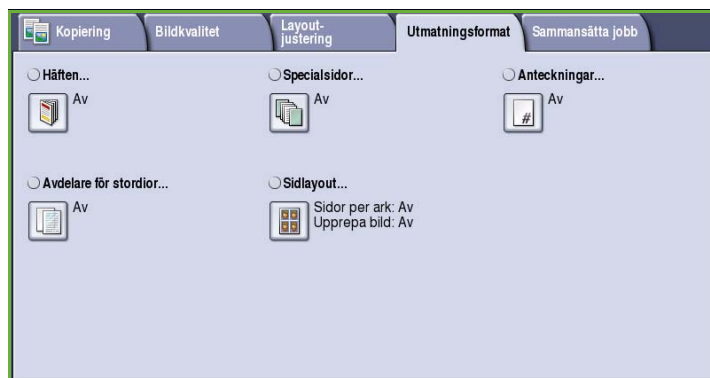 Kopiering
Bildkvalitet
Layout-
justering
Utmatningsformat
Sammansätta jobb
Häften...
Av
Specialsidor...
Av
Anteckningar...
#
Av
Avdelare för stordior...
Av
Sidlayout...
Sidor per ark: Av
Upprepa bild: Av